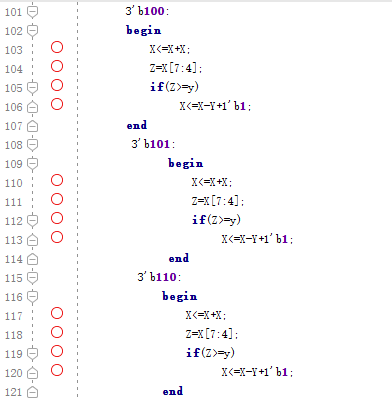 101 3'b100:
102 begin
103 X<=X+X;
104 Z=X[7:4];
105 if(Z>=y)
106 X<=X-Y+1'b1;
107 end
108 3'b101:
109 begin
110 X<=X+X;
111 Z=X[7:4];
112 if(Z>=y)
113 X<=X-Y+1'b1;
114 end
115 3'b110:
116 begin
117 X<=X+X;
118 Z=X[7:4];
119 if(Z>=y)
120 X<=X-Y+1'b1;
121 end